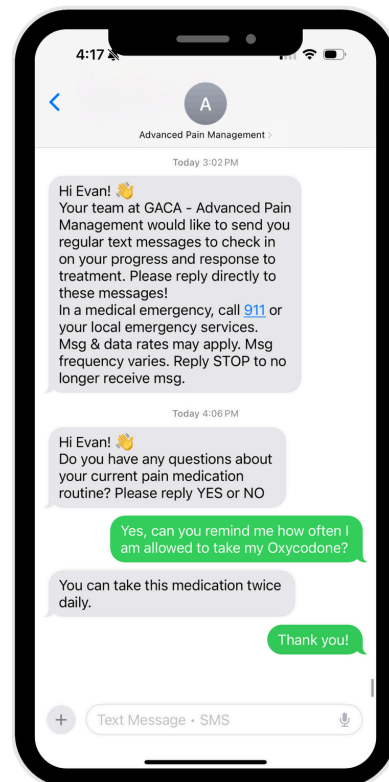 4:17
A
Advanced Pain Management
Today 3:02 PM
Hi Evan! 👋
Your team at GACA - Advanced Pain
Management would like to send you
regular text messages to check in
on your progress and response to
treatment. Please reply directly to
these messages!
In a medical emergency, call 911 or
your local emergency services.
Msg & data rates may apply. Msg
frequency varies. Reply STOP to no
longer receive msg.
Today 4:06 PM
Hi Evan! 👋
Do you have any questions about
your current pain medication
routine? Please reply YES or NO
Yes, can you remind me how often I
am allowed to take my Oxycodone?
You can take this medication twice
daily.
Thank you!
Text Message • SMS